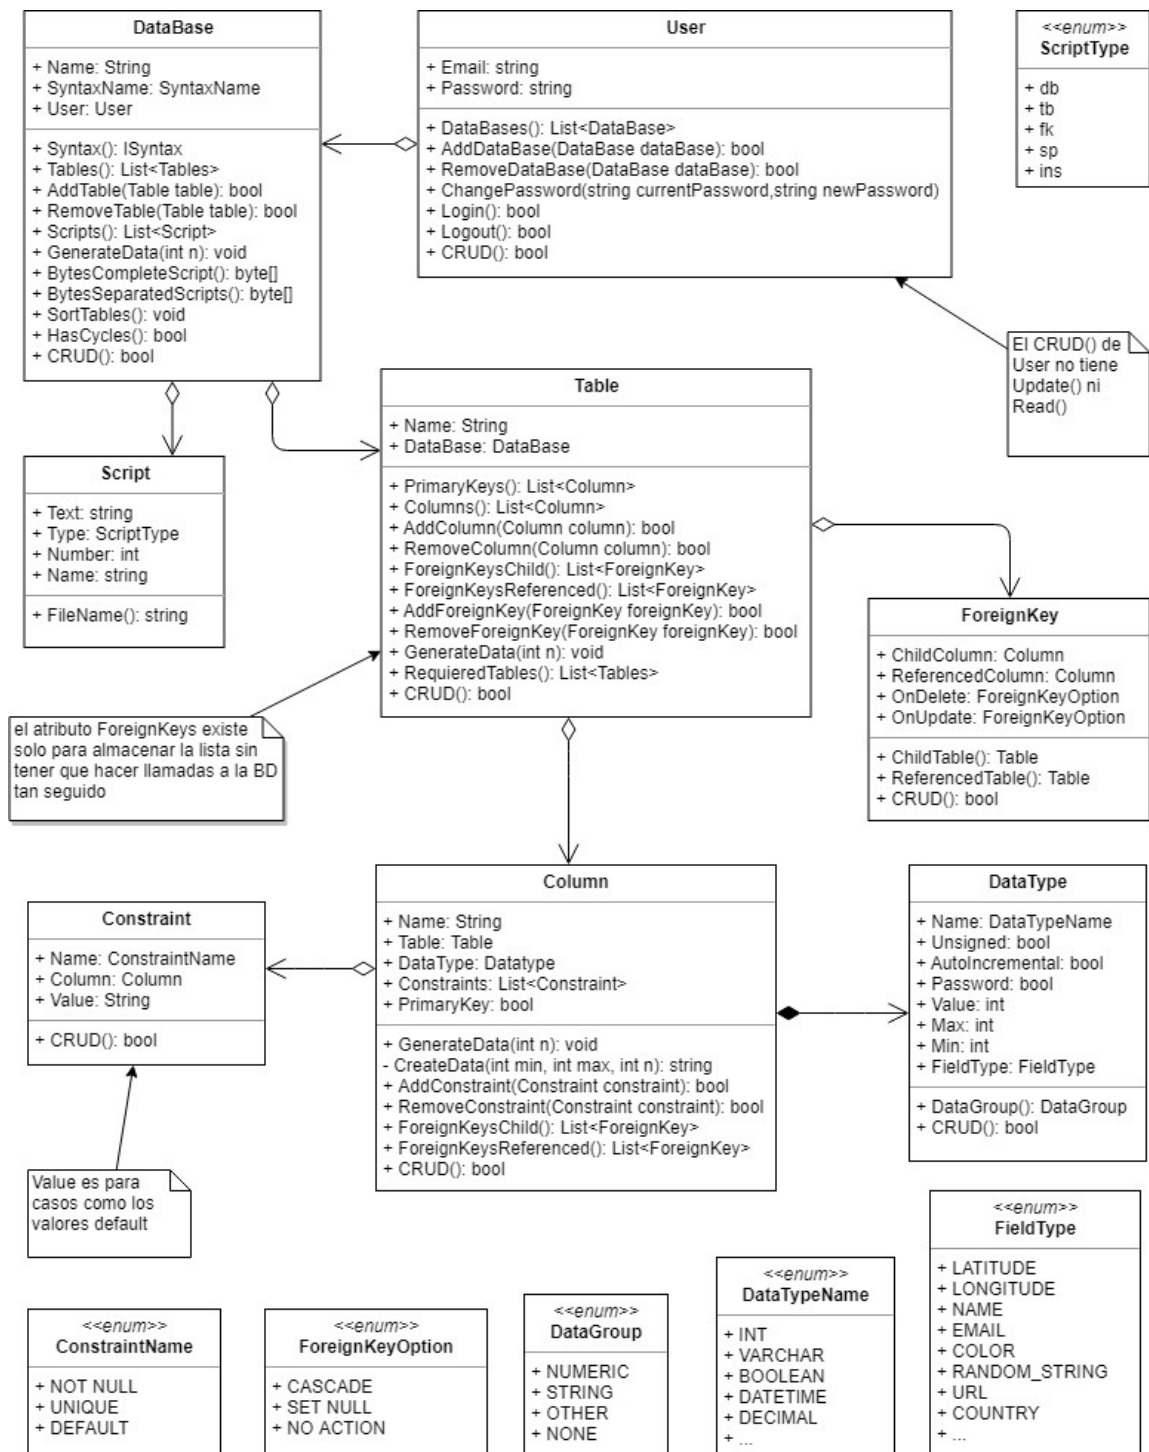 DataBase
+ Name: String
+ SyntaxName: SyntaxName
+ User: User
+ Syntax(): ISyntax
+ Tables(): List<Tables>
+ AddTable(Table table): bool
+ RemoveTable(Table table): bool
+ Scripts(): List<Script>
+ GenerateData(int n): void
+ BytesCompleteScript(): byte[]
+ BytesSeparatedScripts(): byte[]
+ SortTables(): void
+ HasCycles(): bool
+ CRUD(): bool
User
+ Email: string
+ Password: string
+ DataBases(): List<DataBase>
+ AddDataBase(DataBase dataBase): bool
+ RemoveDataBase(DataBase dataBase): bool
+ ChangePassword(string currentPassword,string newPassword)
+ Login(): bool
+ Logout(): bool
+ CRUD(): bool
<<enum>>
ScriptType
+ db
+ tb
+ fk
+ sp
+ ins
El CRUD() de
User no tiene
Update() ni
Read()
Script
+ Text: string
+ Type: ScriptType
+ Number: int
+ Name: string
+ FileName(): string
Table
+ Name: String
+ DataBase: DataBase
+ PrimaryKeys(): List<Column>
+ Columns(): List<Column>
+ AddColumn(Column column): bool
+ RemoveColumn(Column column): bool
+ ForeignKeysChild(): List<ForeignKey>
+ ForeignKeysReferenced(): List<ForeignKey>
+ AddForeignKey(ForeignKey foreignKey): bool
+ RemoveForeignKey(ForeignKey foreignKey): bool
+ GenerateData(int n): void
+ RequieredTables(): List<Tables>
+ CRUD(): bool
ForeignKey
+ ChildColumn: Column
+ ReferencedColumn: Column
+ OnDelete: ForeignKeyOption
+ OnUpdate: ForeignKeyOption
+ ChildTable(): Table
+ ReferencedTable(): Table
+ CRUD(): bool
el atributo ForeignKeys existe
solo para almacenar la lista sin
tener que hacer llamadas a la BD
tan seguido
Constraint
+ Name: ConstraintName
+ Column: Column
+ Value: String
+ CRUD(): bool
Column
+ Name: String
+ Table: Table
+ DataType: Datatype
+ Constraints: List<Constraint>
+ PrimaryKey: bool
+ GenerateData(int n): void
- CreateData(int min, int max, int n): string
+ AddConstraint(Constraint constraint): bool
+ RemoveConstraint(Constraint constraint): bool
+ ForeignKeysChild(): List<ForeignKey>
+ ForeignKeysReferenced(): List<ForeignKey>
+ CRUD(): bool
DataType
+ Name: DataTypeName
+ Unsigned: bool
+ AutoIncremental: bool
+ Password: bool
+ Value: int
+ Max: int
+ Min: int
+ FieldType: FieldType
+ DataGroup(): DataGroup
+ CRUD(): bool
Value es para
casos como los
valores default
<<enum>>
ConstraintName
+ NOT NULL
+ UNIQUE
+ DEFAULT
<<enum>>
ForeignKeyOption
+ CASCADE
+ SET NULL
+ NO ACTION
<<enum>>
DataGroup
+ NUMERIC
+ STRING
+ OTHER
+ NONE
<<enum>>
DataTypeName
+ INT
+ VARCHAR
+ BOOLEAN
+ DATETIME
+ DECIMAL
+ ...
<<enum>>
FieldType
+ LATITUDE
+ LONGITUDE
+ NAME
+ EMAIL
+ COLOR
+ RANDOM_STRING
+ URL
+ COUNTRY
+ ...